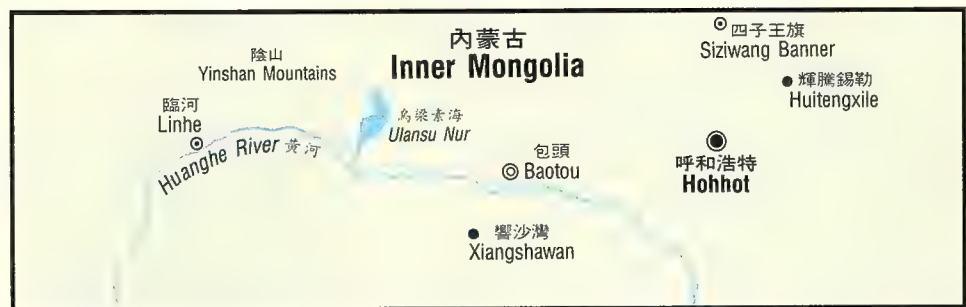 內蒙古
Inner Mongolia
陰山
Yinshan Mountains
四子王旗
Siziwang Banner
輝騰錫勒
Huitengxile
臨河
Linhe
烏梁素海
Ulansu Nur
Huanghe River 黃河
包頭
Baotou
呼和浩特
Hohhot
響沙灣
Xiangshawan